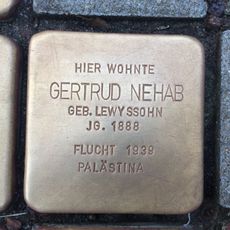 HIER WOHNTE
GERTRUD NEHAB
GEB. LEWYSSOHN
JG. 1888
FLUCHT 1939
PALÄSTINA